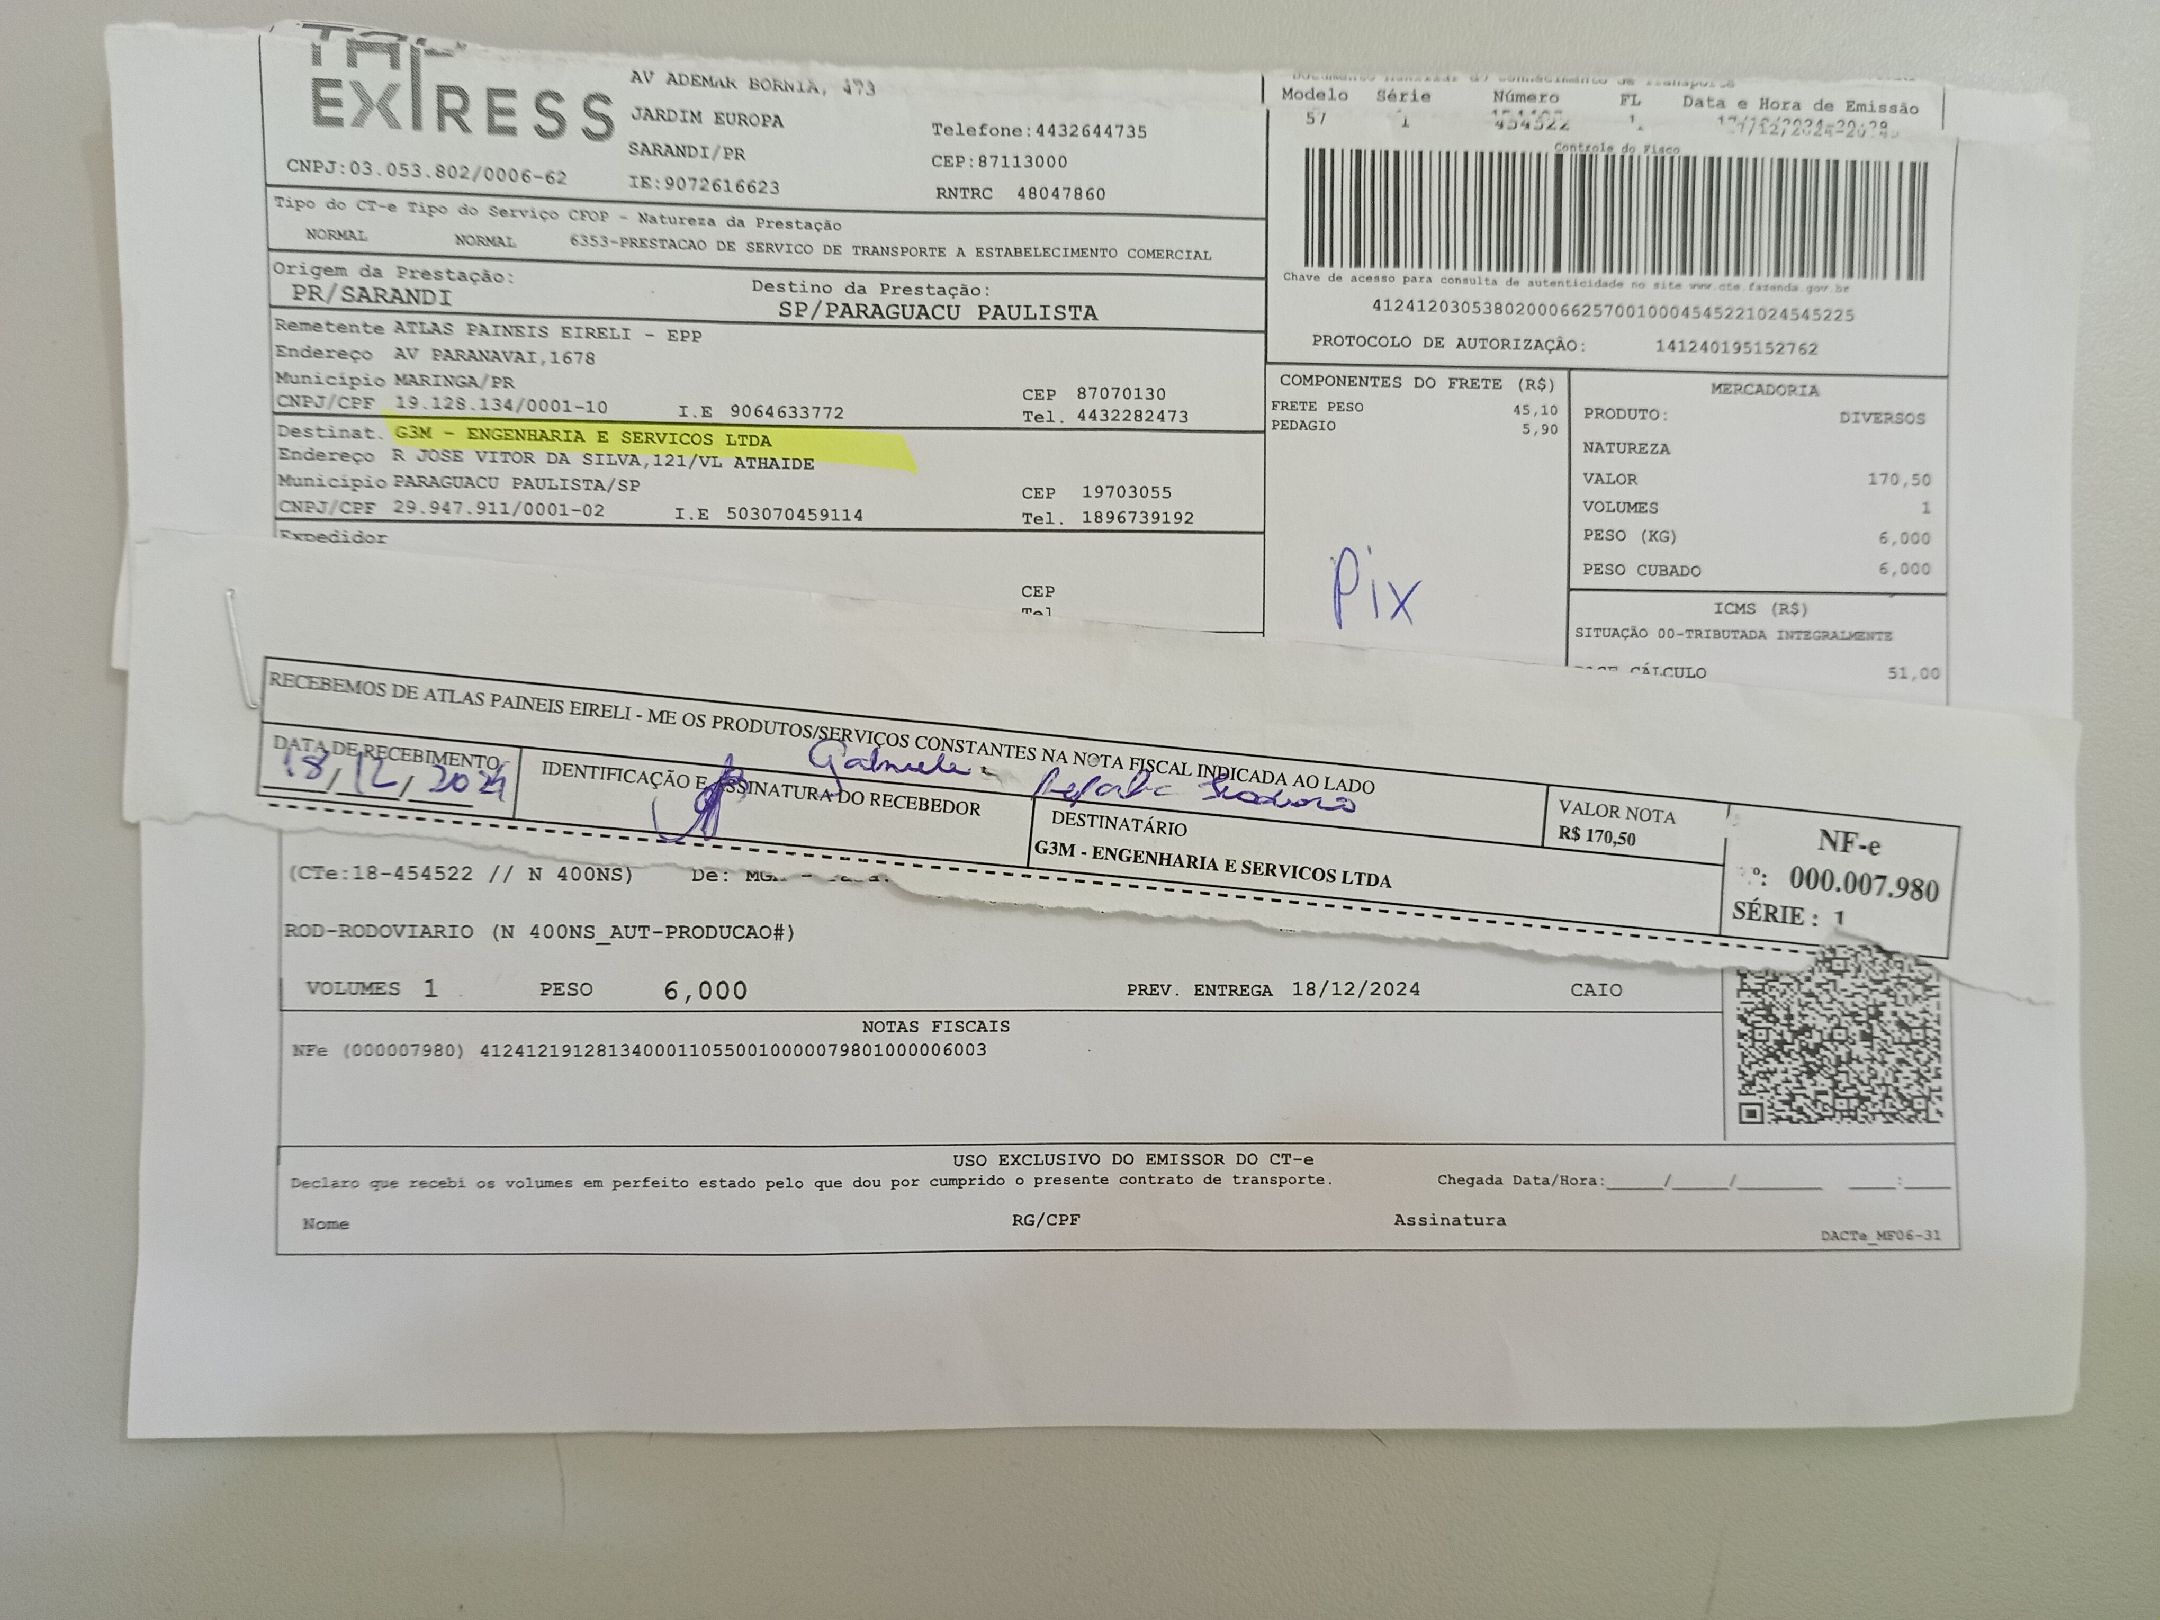 EXPRESS
AV ADEMAR BORNIA, 473
JARDIM EUROPA
SARANDI/PR
IE:9072616623
Telefone:4432644735
CEP:87113000
RNTRC 48047860
CNPJ:03.053.802/0006-62
Modelo Série Número FL Data e Hora de Emissão
57 1 454522 1
Controle do Fisco
Chave de acesso para consulta de autenticidade no site www.cte.fazenda.gov.br
41241203053802000662570010004545221024545225
PROTOCOLO DE AUTORIZAÇÃO: 141240195152762
Tipo do CT-e Tipo do Serviço CFOP - Natureza da Prestação
NORMAL NORMAL 6353-PRESTACAO DE SERVICO DE TRANSPORTE A ESTABELECIMENTO COMERCIAL
Origem da Prestação: Destino da Prestação:
PR/SARANDI SP/PARAGUACU PAULISTA
Remetente ATLAS PAINEIS EIRELI - EPP
Endereço AV PARANAVAI,1678
Município MARINGA/PR CEP 87070130
CNPJ/CPF 19.128.134/0001-10 I.E 9064633772 Tel. 4432282473
Destinat. G3M - ENGENHARIA E SERVICOS LTDA
Endereço R JOSE VITOR DA SILVA,121/VL ATHAIDE
Município PARAGUACU PAULISTA/SP CEP 19703055
CNPJ/CPF 29.947.911/0001-02 I.E 503070459114 Tel. 1896739192
Expedidor
CEP
Tel
COMPONENTES DO FRETE (R$)
FRETE PESO 45,10
PEDAGIO 5,90
Pix
MERCADORIA
PRODUTO: DIVERSOS
NATUREZA
VALOR 170,50
VOLUMES 1
PESO (KG) 6,000
PESO CUBADO 6,000
ICMS (R$)
SITUAÇÃO 00-TRIBUTADA INTEGRALMENTE
CÁLCULO 51,00
RECEBEMOS DE ATLAS PAINEIS EIRELI - ME OS PRODUTOS/SERVIÇOS CONSTANTES NA NOTA FISCAL INDICADA AO LADO
DATA DE RECEBIMENTO
18/12/2024
IDENTIFICAÇÃO E ASSINATURA DO RECEBEDOR
Gabriele
DESTINATÁRIO
G3M - ENGENHARIA E SERVICOS LTDA
VALOR NOTA
R$ 170,50
NF-e
º: 000.007.980
SÉRIE : 1
(CTe:18-454522 // N 400NS) De:
ROD-RODOVIARIO (N 400NS_AUT-PRODUCAO#)
VOLUMES 1 PESO 6,000 PREV. ENTREGA 18/12/2024 CAIO
NOTAS FISCAIS
NFe (000007980) 41241219128134000110550010000079801000006003
USO EXCLUSIVO DO EMISSOR DO CT-e
Declaro que recebi os volumes em perfeito estado pelo que dou por cumprido o presente contrato de transporte. Chegada Data/Hora:_____/_____/_______ ____:____
Nome RG/CPF Assinatura
DACTe_MF06-31